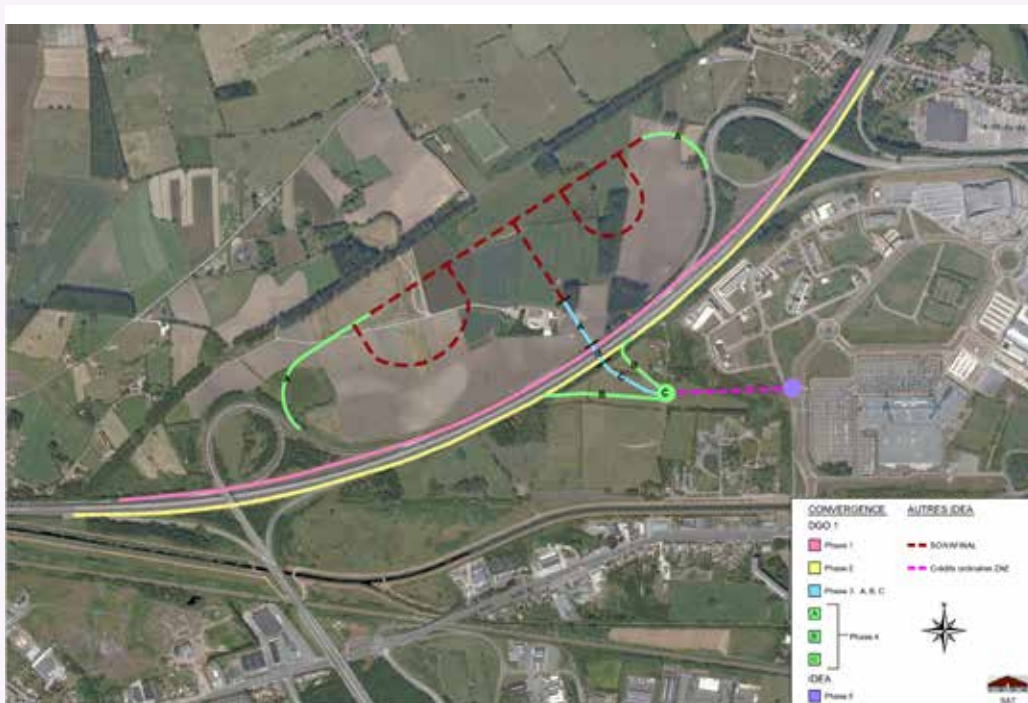 CONVERGENCE AUTRES IDEA
DGO 1
Phase 1 SOWAFINAL
Phase 2 Crédits ordinaires ZAE
Phase 3 A, B, C
A
B Phase 4
C
IDEA
Phase 5
C